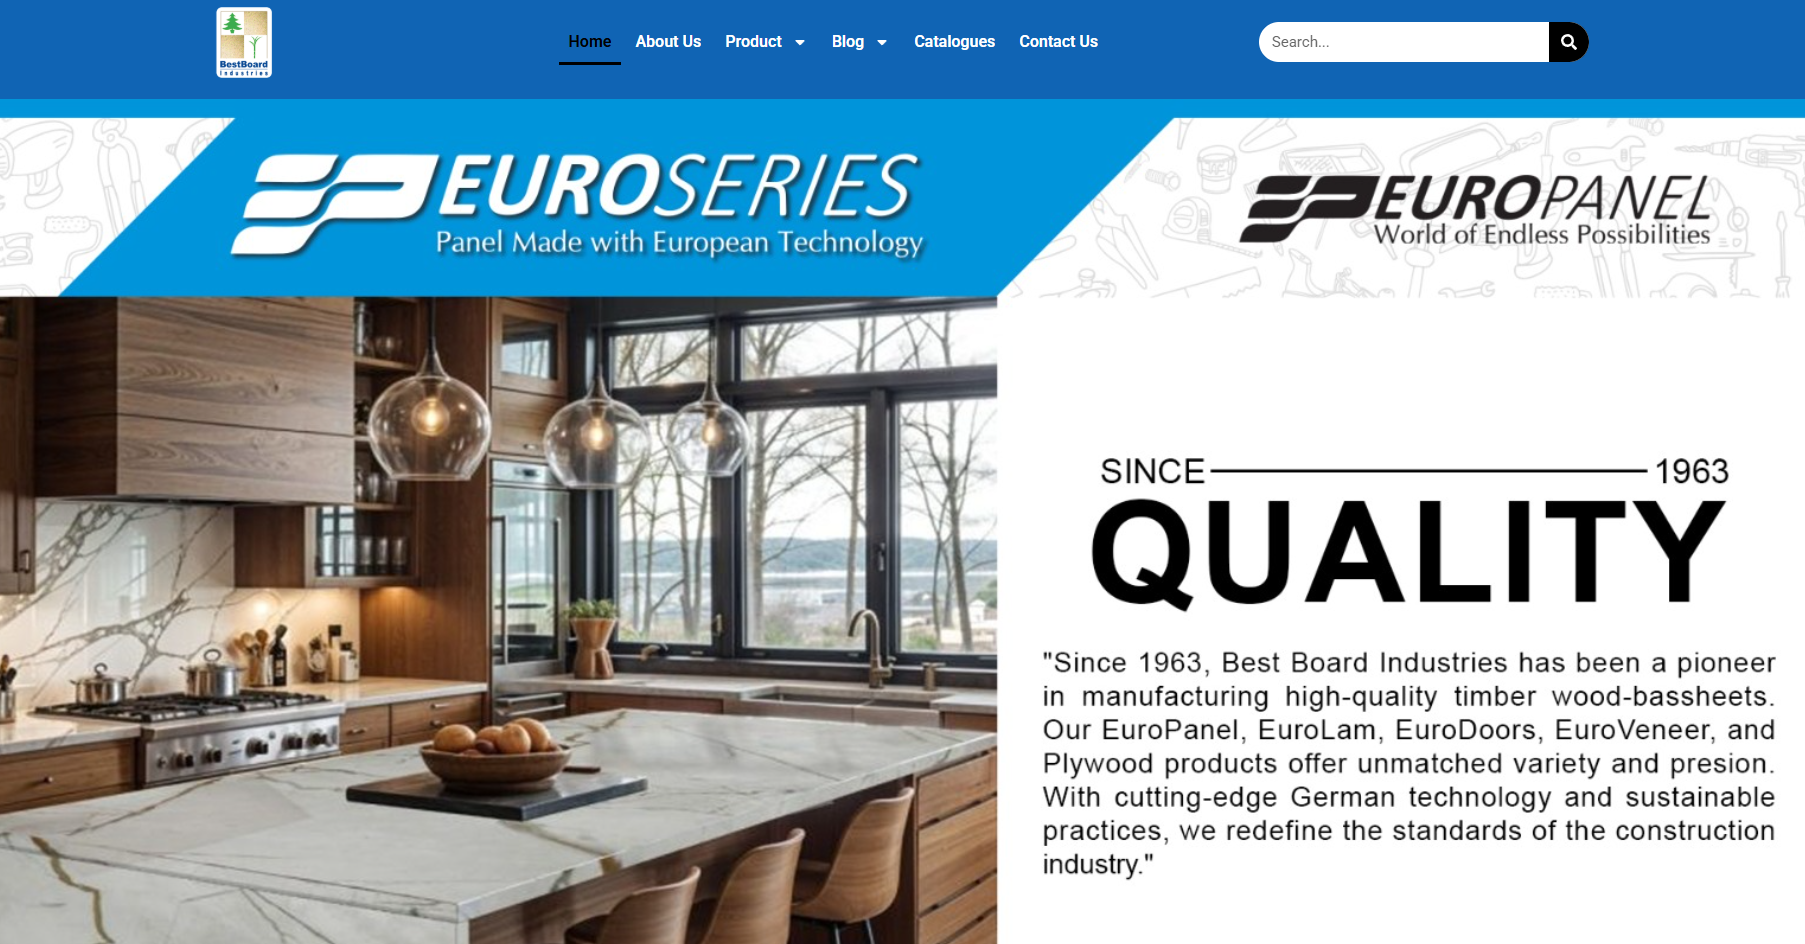 BestBoard
Industries
Home
About Us
Product
Blog
Catalogues
Contact Us
Search...
EUROSERIES
Panel Made with European Technology
EUROPANEL
World of Endless Possibilities
SINCE 1963
QUALITY
"Since 1963, Best Board Industries has been a pioneer
in manufacturing high-quality timber wood-bassheets.
Our EuroPanel, EuroLam, EuroDoors, EuroVeneer, and
Plywood products offer unmatched variety and presion.
With cutting-edge German technology and sustainable
practices, we redefine the standards of the construction
industry."